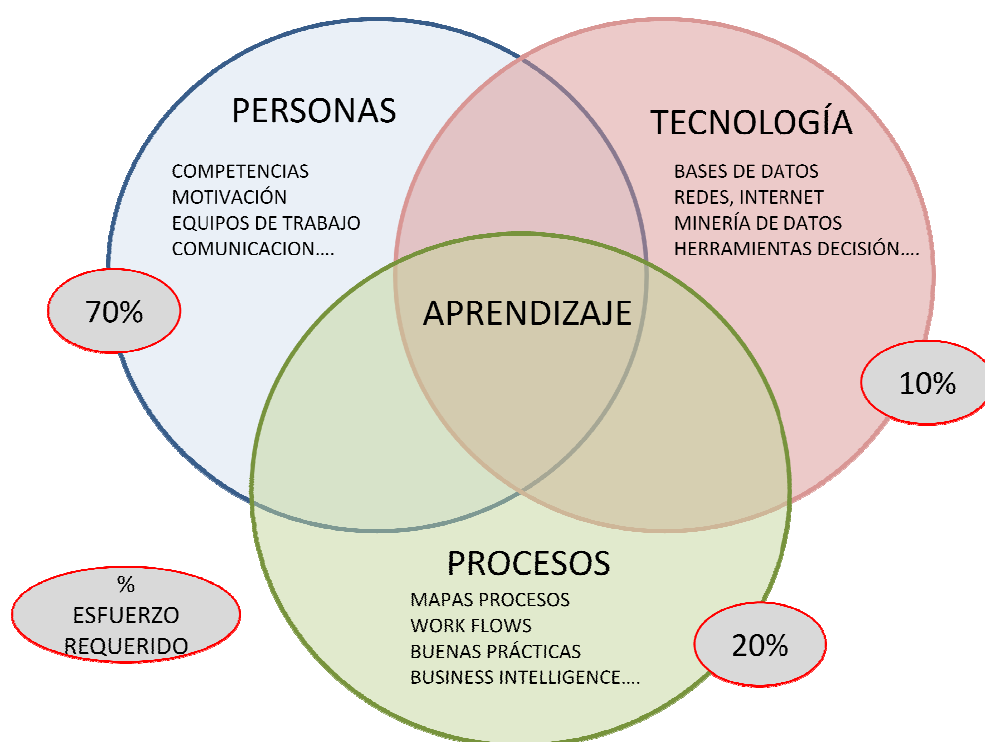 PERSONAS
COMPETENCIAS
MOTIVACIÓN
EQUIPOS DE TRABAJO
COMUNICACION....
70%
TECNOLOGÍA
BASES DE DATOS
REDES, INTERNET
MINERÍA DE DATOS
HERRAMIENTAS DECISIÓN....
10%
APRENDIZAJE
PROCESOS
MAPAS PROCESOS
WORK FLOWS
BUENAS PRÁCTICAS
BUSINESS INTELLIGENCE....
20%
%
ESFUERZO
REQUERIDO